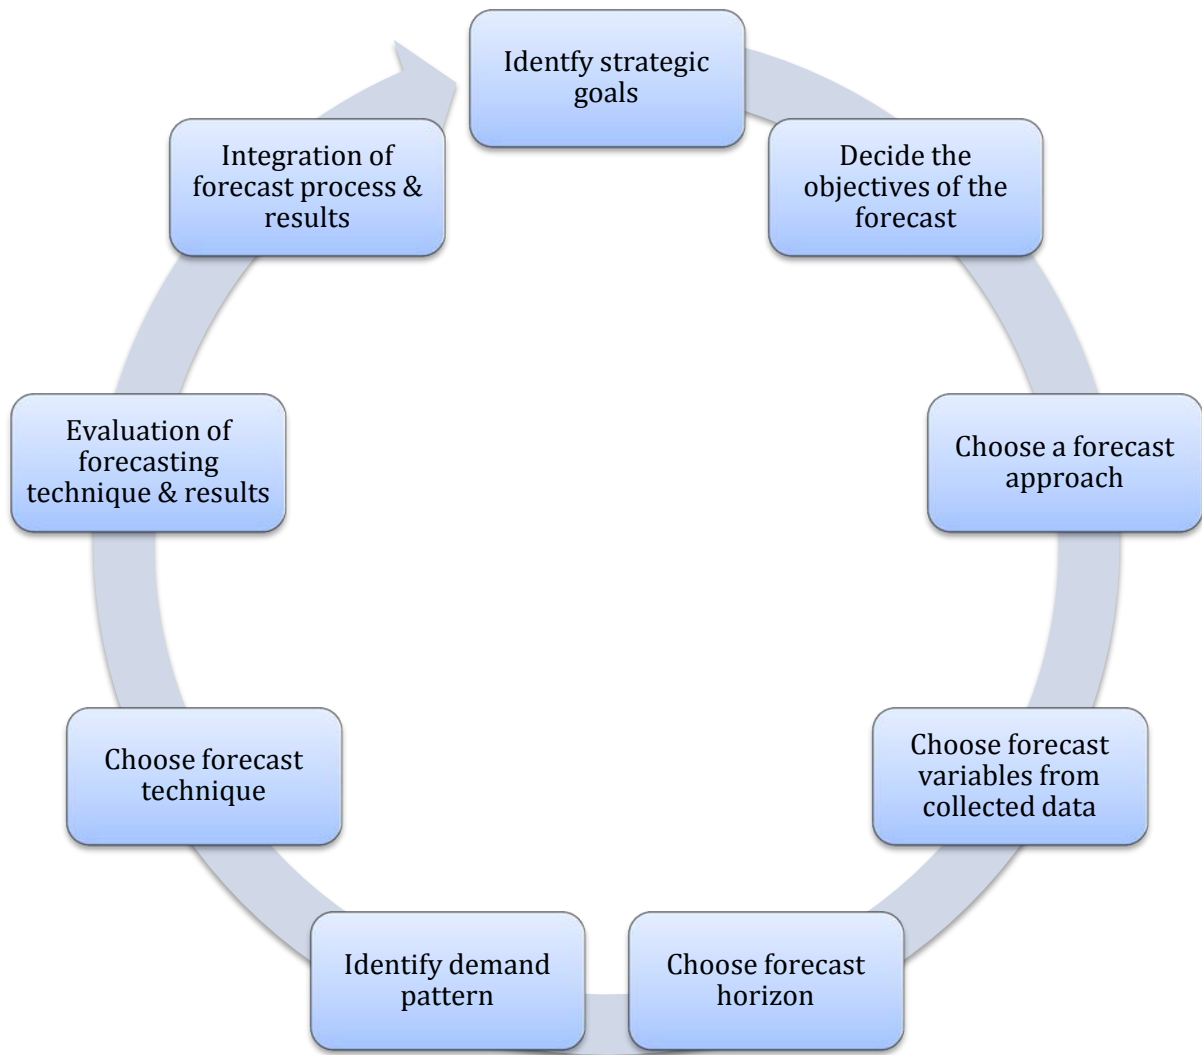 Identfy strategic
goals
Decide the
objectives of the
forecast
Choose a forecast
approach
Choose forecast
variables from
collected data
Choose forecast
horizon
Identify demand
pattern
Choose forecast
technique
Evaluation of
forecasting
technique & results
Integration of
forecast process &
results